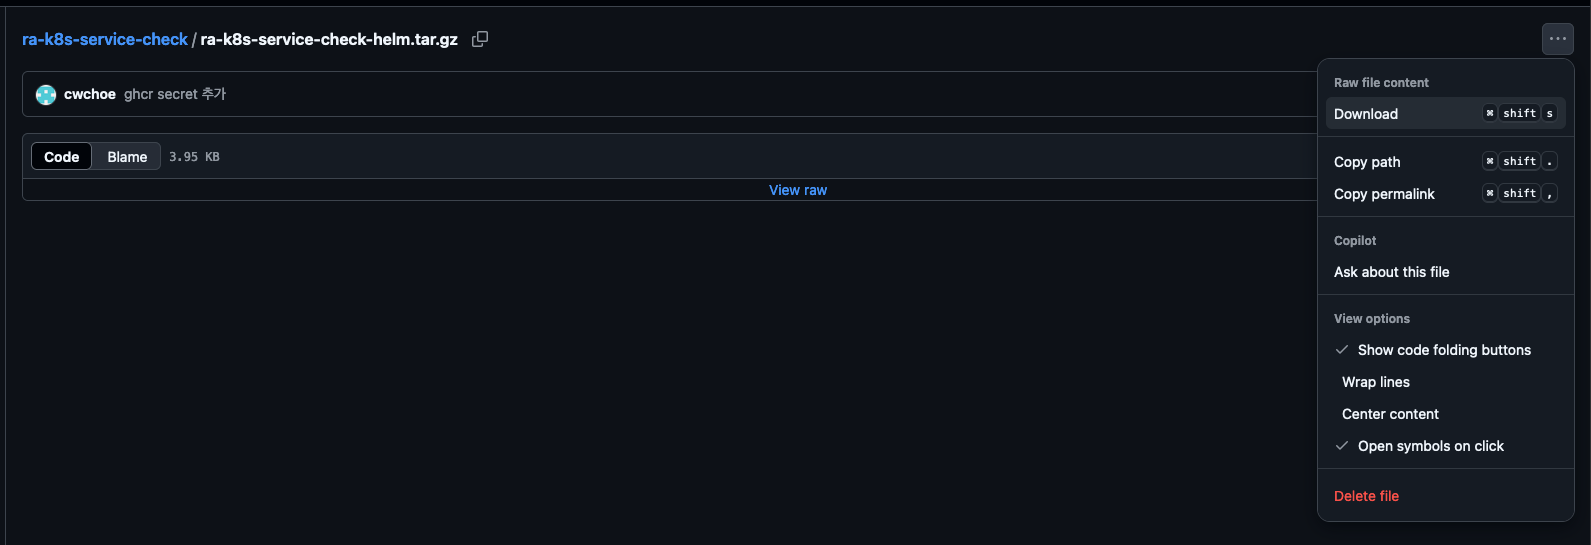 ra-k8s-service-check / ra-k8s-service-check-helm.tar.gz
cwchoe ghcr secret 추가
Code Blame 3.95 KB
View raw
Raw file content
Download ⌘ shift s
Copy path ⌘ shift .
Copy permalink ⌘ shift ,
Copilot
Ask about this file
View options
Show code folding buttons
Wrap lines
Center content
Open symbols on click
Delete file